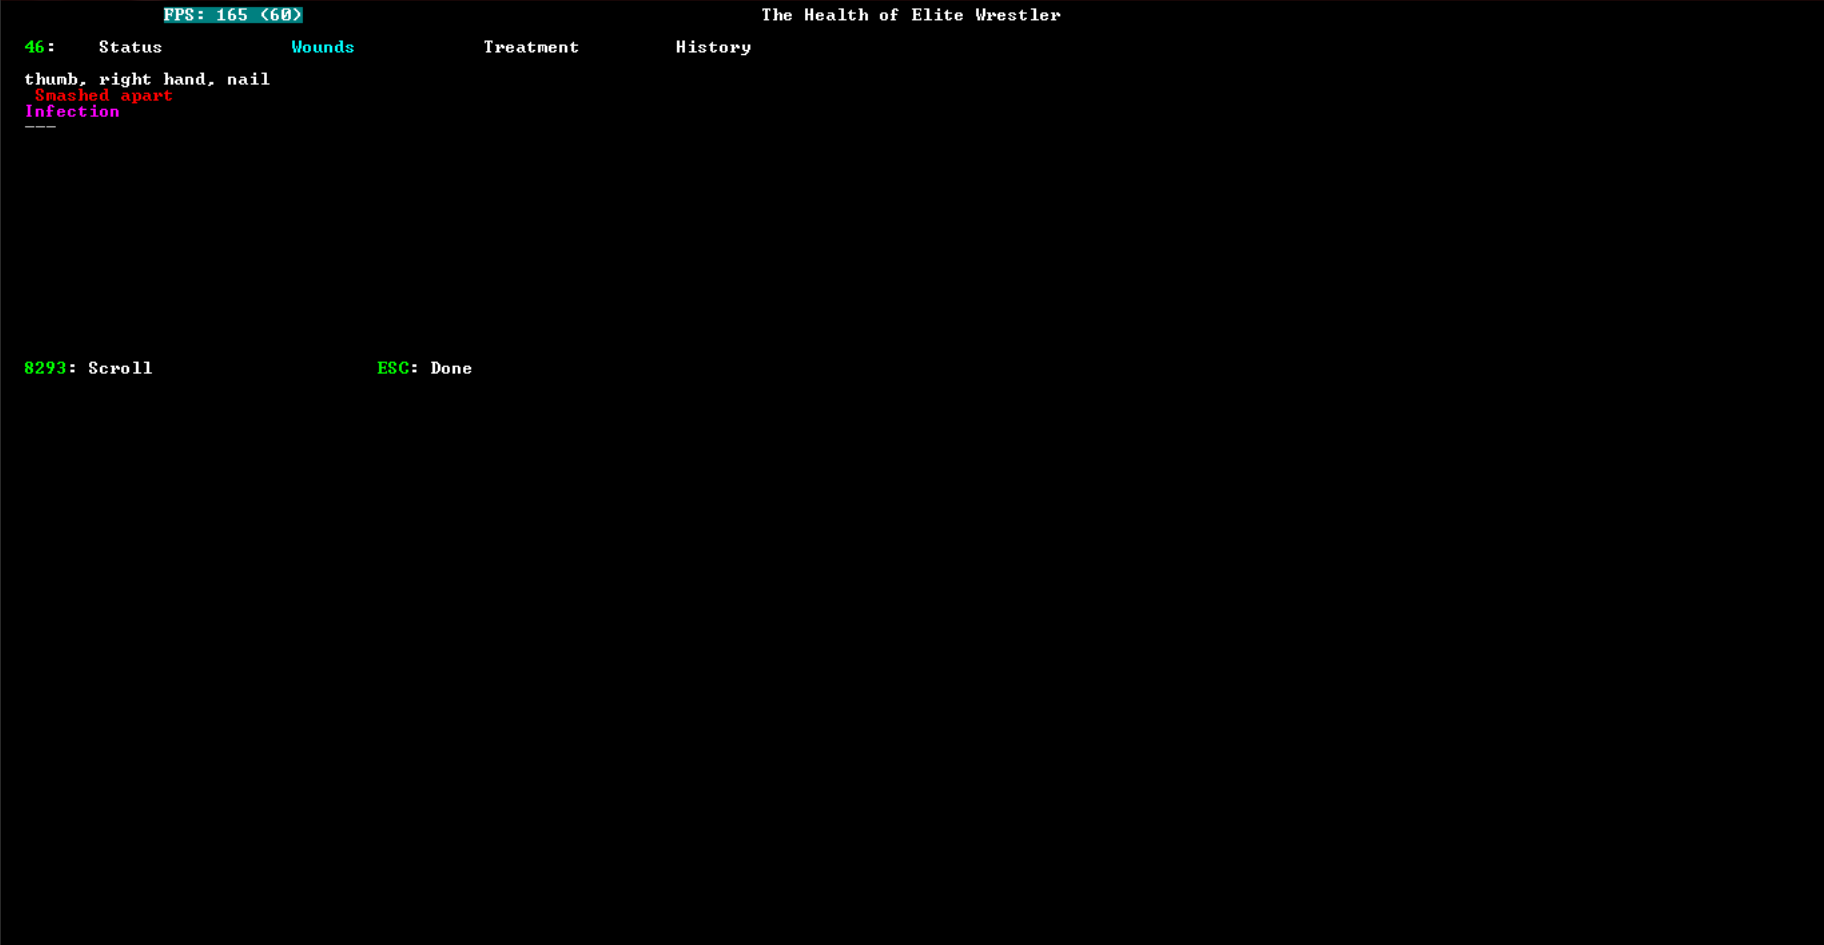 FPS: 165 (60) The Health of Elite Wrestler
46: Status Wounds Treatment History
thumb, right hand, nail
Smashed apart
Infection
---
8293: Scroll ESC: Done